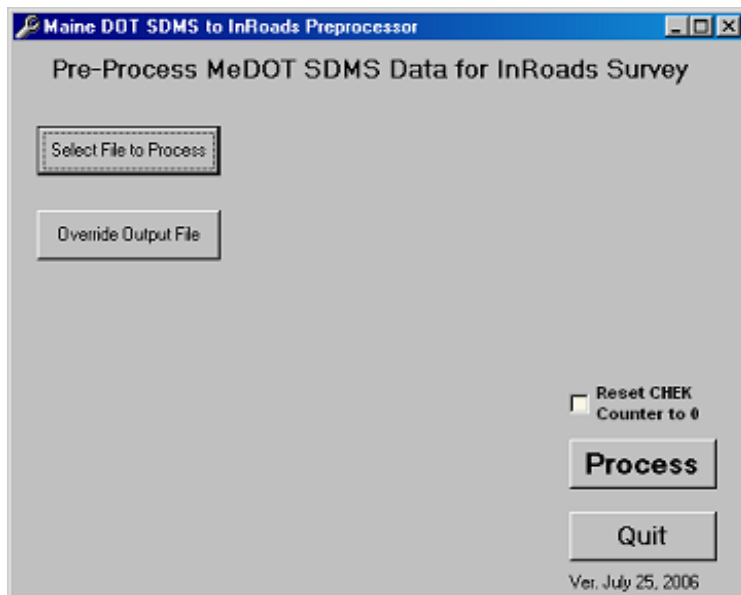 Maine DOT SDMS to InRoads Preprocessor
Pre-Process MeDOT SDMS Data for InRoads Survey
Select File to Process
Override Output File
Reset CHEK
Counter to 0
Process
Quit
Ver. July 25, 2006